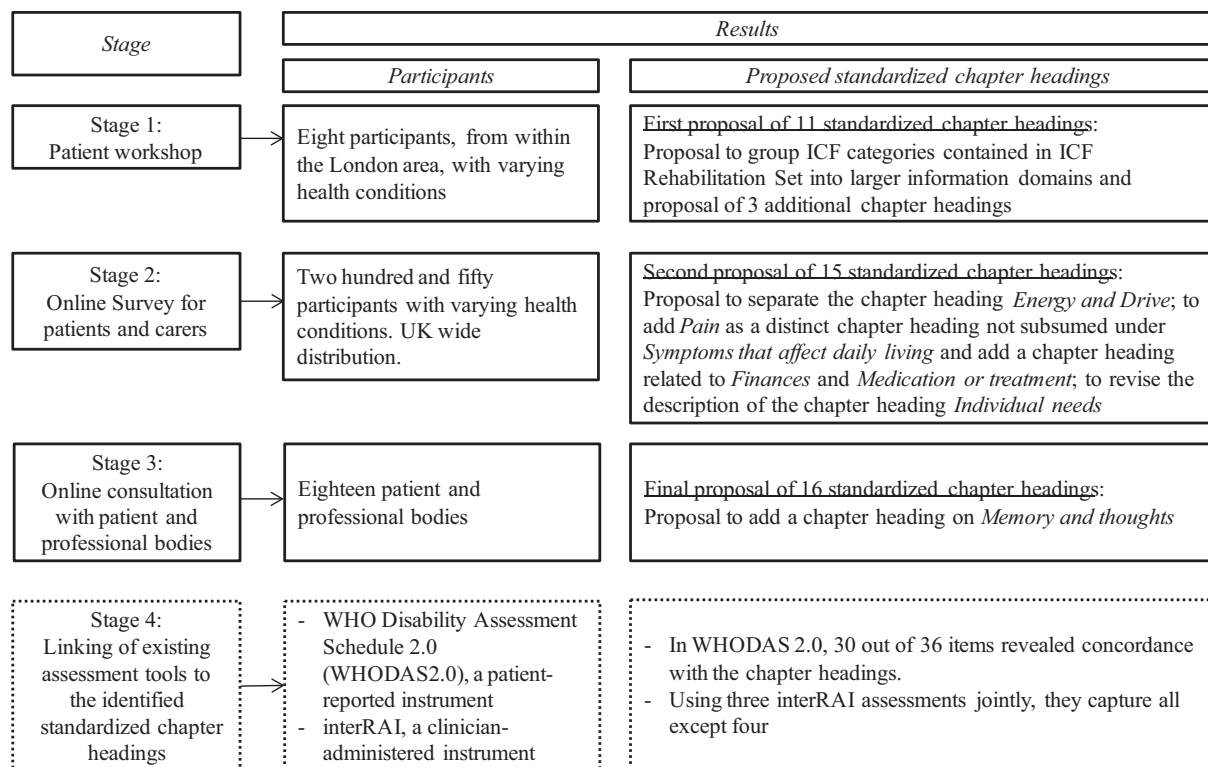 Stage
Results
Participants
Proposed standardized chapter headings
Stage 1:
Patient workshop
Eight participants, from within
the London area, with varying
health conditions
First proposal of 11 standardized chapter headings:
Proposal to group ICF categories contained in ICF
Rehabilitation Set into larger information domains and
proposal of 3 additional chapter headings
Stage 2:
Online Survey for
patients and carers
Two hundred and fifty
participants with varying health
conditions. UK wide
distribution.
Second proposal of 15 standardized chapter headings:
Proposal to separate the chapter heading Energy and Drive; to
add Pain as a distinct chapter heading not subsumed under
Symptoms that affect daily living and add a chapter heading
related to Finances and Medication or treatment; to revise the
description of the chapter heading Individual needs
Stage 3:
Online consultation
with patient and
professional bodies
Eighteen patient and
professional bodies
Final proposal of 16 standardized chapter headings:
Proposal to add a chapter heading on Memory and thoughts
Stage 4:
Linking of existing
assessment tools to
the identified
standardized chapter
headings
- WHO Disability Assessment
Schedule 2.0
(WHODAS2.0), a patient-
reported instrument
- interRAI, a clinician-
administered instrument
- In WHODAS 2.0, 30 out of 36 items revealed concordance
with the chapter headings.
- Using three interRAI assessments jointly, they capture all
except four